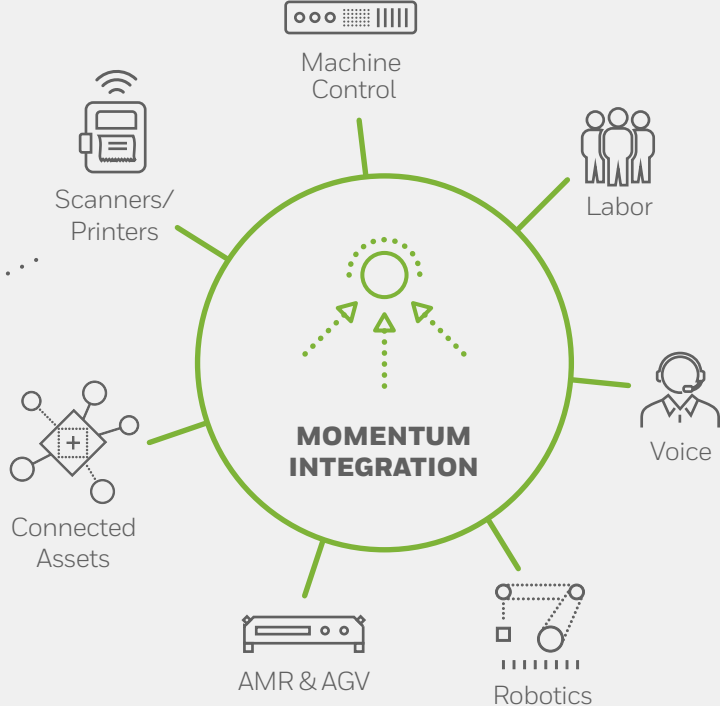 Machine
Control
Labor
Scanners/
Printers
MOMENTUM
INTEGRATION
Voice
Connected
Assets
AMR & AGV
Robotics